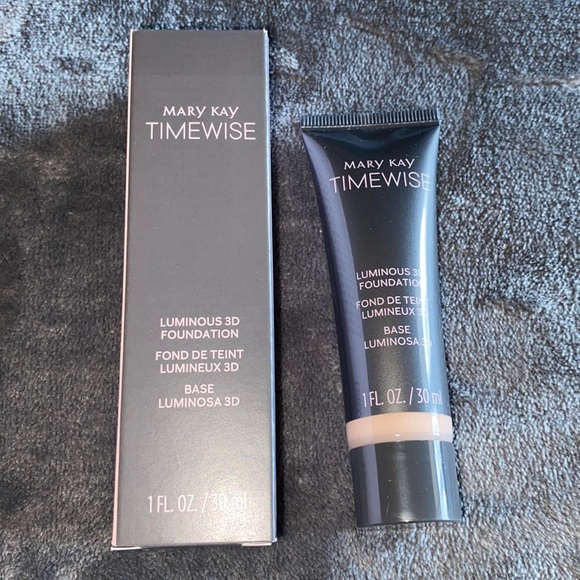 MARY KAY
TIMEWISE
LUMINOUS 3D
FOUNDATION
FOND DE TEINT
LUMINEUX 3D
BASE
LUMINOSA 3D
1 FL. OZ. / 30 ml
MARY KAY
TIMEWISE
LUMINOUS 3D
FOUNDATION
FOND DE TEINT
LUMINEUX 3D
BASE
LUMINOSA 3D
1 FL. OZ. / 30 ml